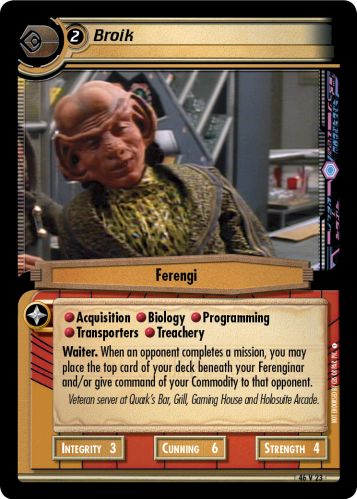 2 Broik
Ferengi
Acquisition Biology Programming
Transporters Treachery
Waiter. When an opponent completes a mission, you may
place the top card of your deck beneath your Ferenginar
and/or give command of your Commodity to that opponent.
Veteran server at Quark's Bar, Grill, Gaming House and Holosuite Arcade.
INTEGRITY 3 CUNNING 6 STRENGTH 4
46 V 23